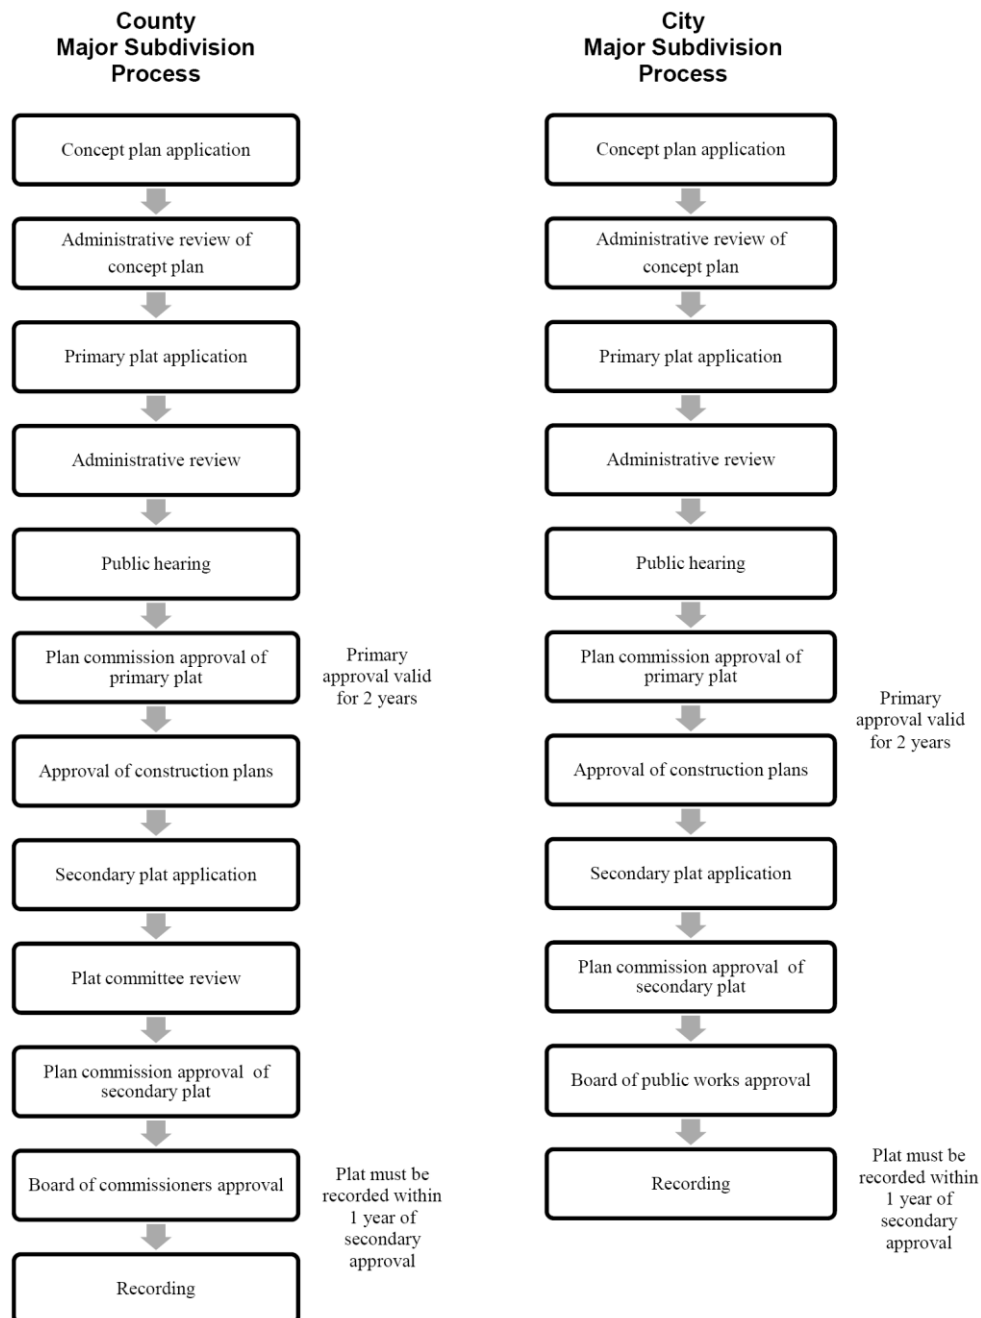 County
Major Subdivision
Process
Concept plan application
Administrative review of
concept plan
Primary plat application
Administrative review
Public hearing
Plan commission approval of
primary plat
Primary
approval valid
for 2 years
Approval of construction plans
Secondary plat application
Plat committee review
Plan commission approval of
secondary plat
Board of commissioners approval
Plat must be
recorded within
1 year of
secondary
approval
Recording
City
Major Subdivision
Process
Concept plan application
Administrative review of
concept plan
Primary plat application
Administrative review
Public hearing
Plan commission approval of
primary plat
Primary
approval valid
for 2 years
Approval of construction plans
Secondary plat application
Plan commission approval of
secondary plat
Board of public works approval
Recording
Plat must be
recorded within
1 year of
secondary
approval